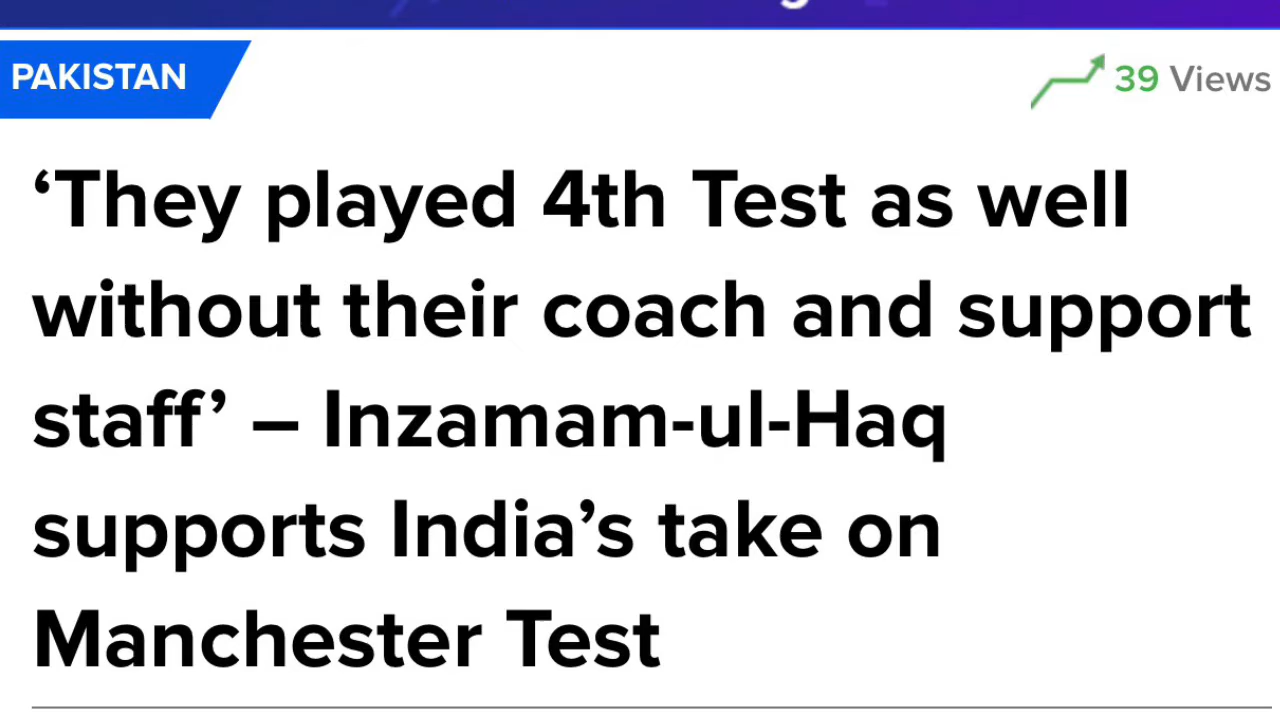 PAKISTAN
39 Views
‘They played 4th Test as well
without their coach and support
staff’ – Inzamam-ul-Haq
supports India’s take on
Manchester Test